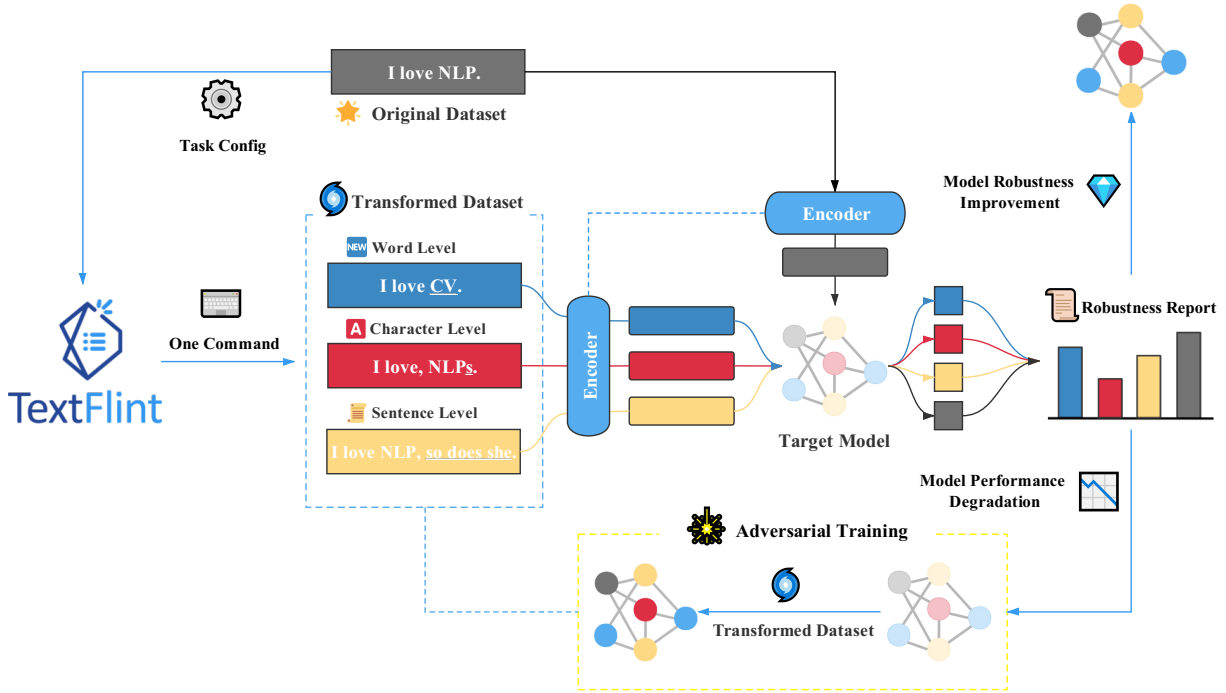 I love NLP.
Original Dataset
Task Config
Transformed Dataset
NEW Word Level
I love CV.
A Character Level
I love, NLPs.
Sentence Level
I love NLP, so does she.
One Command
TextFlint
Encoder
Encoder
Target Model
Model Robustness
Improvement
Robustness Report
Model Performance
Degradation
Adversarial Training
Transformed Dataset